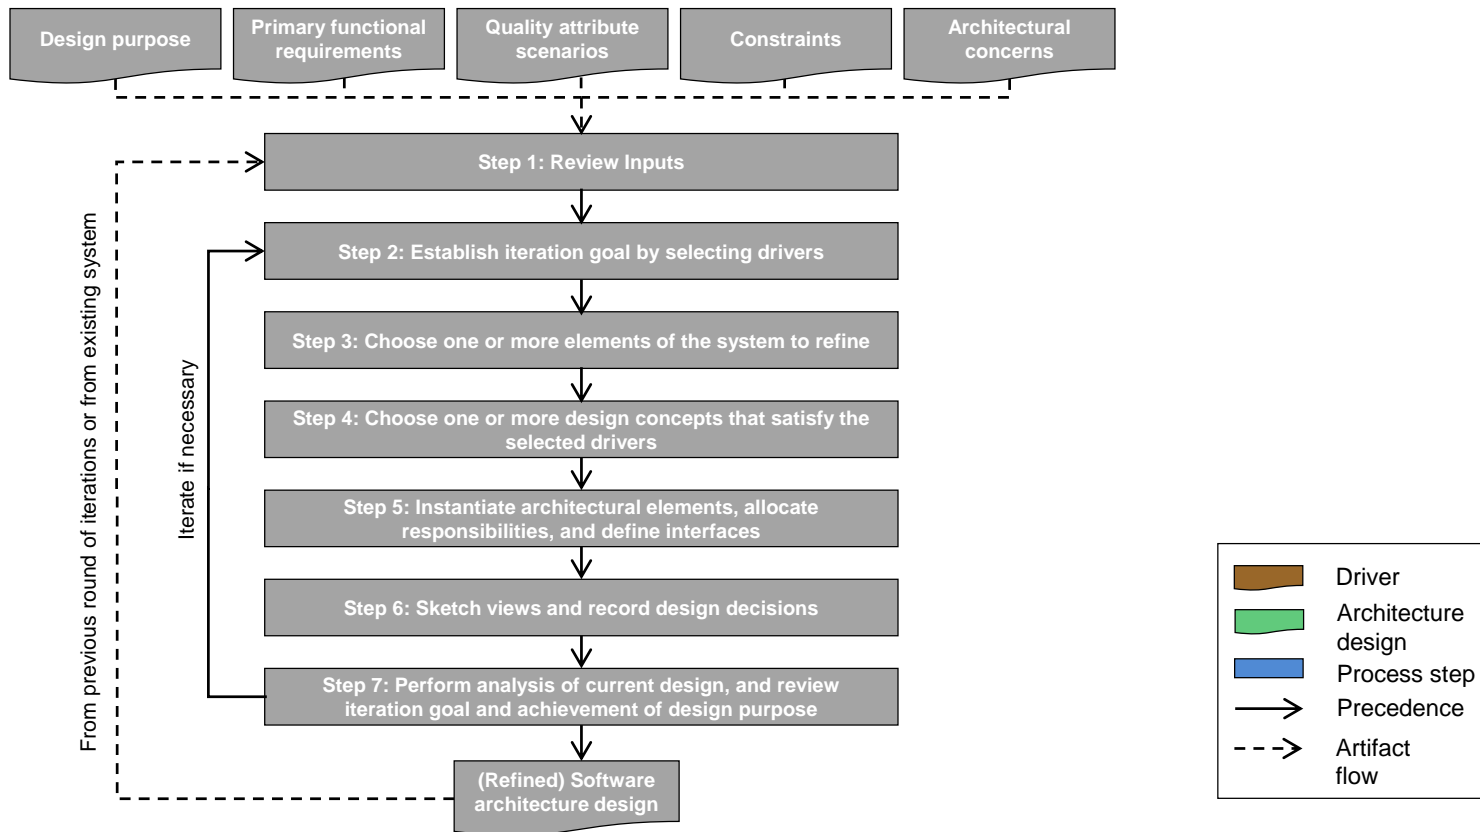 Design purpose
Primary functional
requirements
Quality attribute
scenarios
Constraints
Architectural
concerns
Step 1: Review Inputs
Step 2: Establish iteration goal by selecting drivers
Step 3: Choose one or more elements of the system to refine
Step 4: Choose one or more design concepts that satisfy the
selected drivers
Step 5: Instantiate architectural elements, allocate
responsibilities, and define interfaces
Step 6: Sketch views and record design decisions
Step 7: Perform analysis of current design, and review
iteration goal and achievement of design purpose
(Refined) Software
architecture design
From previous round of iterations or from existing system
Iterate if necessary
Driver
Architecture
design
Process step
Precedence
Artifact
flow